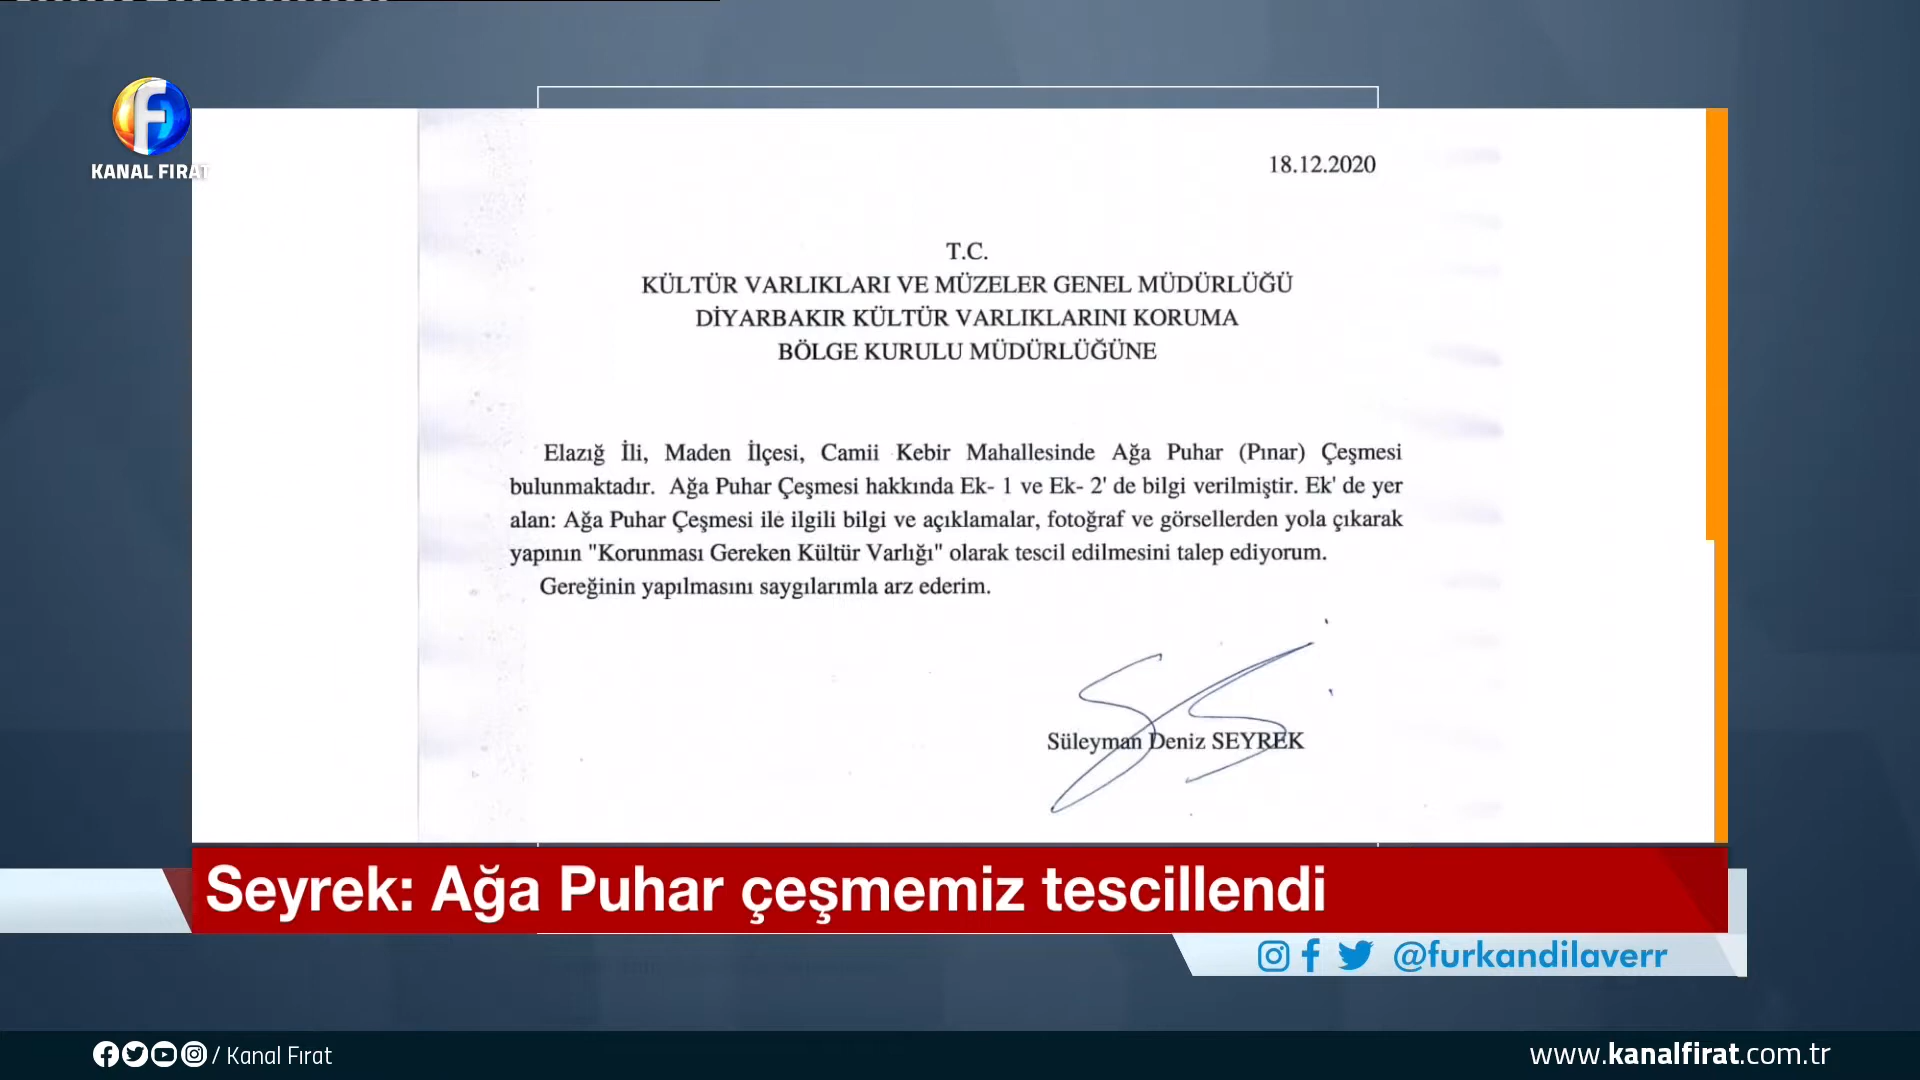 KANAL FIRAT
18.12.2020
T.C.
KÜLTÜR VARLIKLARI VE MÜZELER GENEL MÜDÜRLÜĞÜ
DİYARBAKIR KÜLTÜR VARLIKLARINI KORUMA
BÖLGE KURULU MÜDÜRLÜĞÜNE
Elazığ İli, Maden İlçesi, Camii Kebir Mahallesinde Ağa Puhar (Pınar) Çeşmesi
bulunmaktadır. Ağa Puhar Çeşmesi hakkında Ek- 1 ve Ek- 2' de bilgi verilmiştir. Ek' de yer
alan: Ağa Puhar Çeşmesi ile ilgili bilgi ve açıklamalar, fotoğraf ve görsellerden yola çıkarak
yapının "Korunması Gereken Kültür Varlığı" olarak tescil edilmesini talep ediyorum.
Gereğinin yapılmasını saygılarımla arz ederim.
Süleyman Deniz SEYREK
Seyrek: Ağa Puhar çeşmemiz tescillendi
@furkandilaverr
/ Kanal Fırat
www.kanalfirat.com.tr